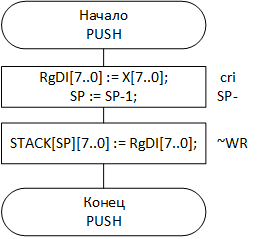 Начало
PUSH
RgDI[7..0] := X[7..0]; cri
SP := SP-1; SP-
STACK[SP][7..0] := RgDI[7..0]; ~WR
Конец
PUSH